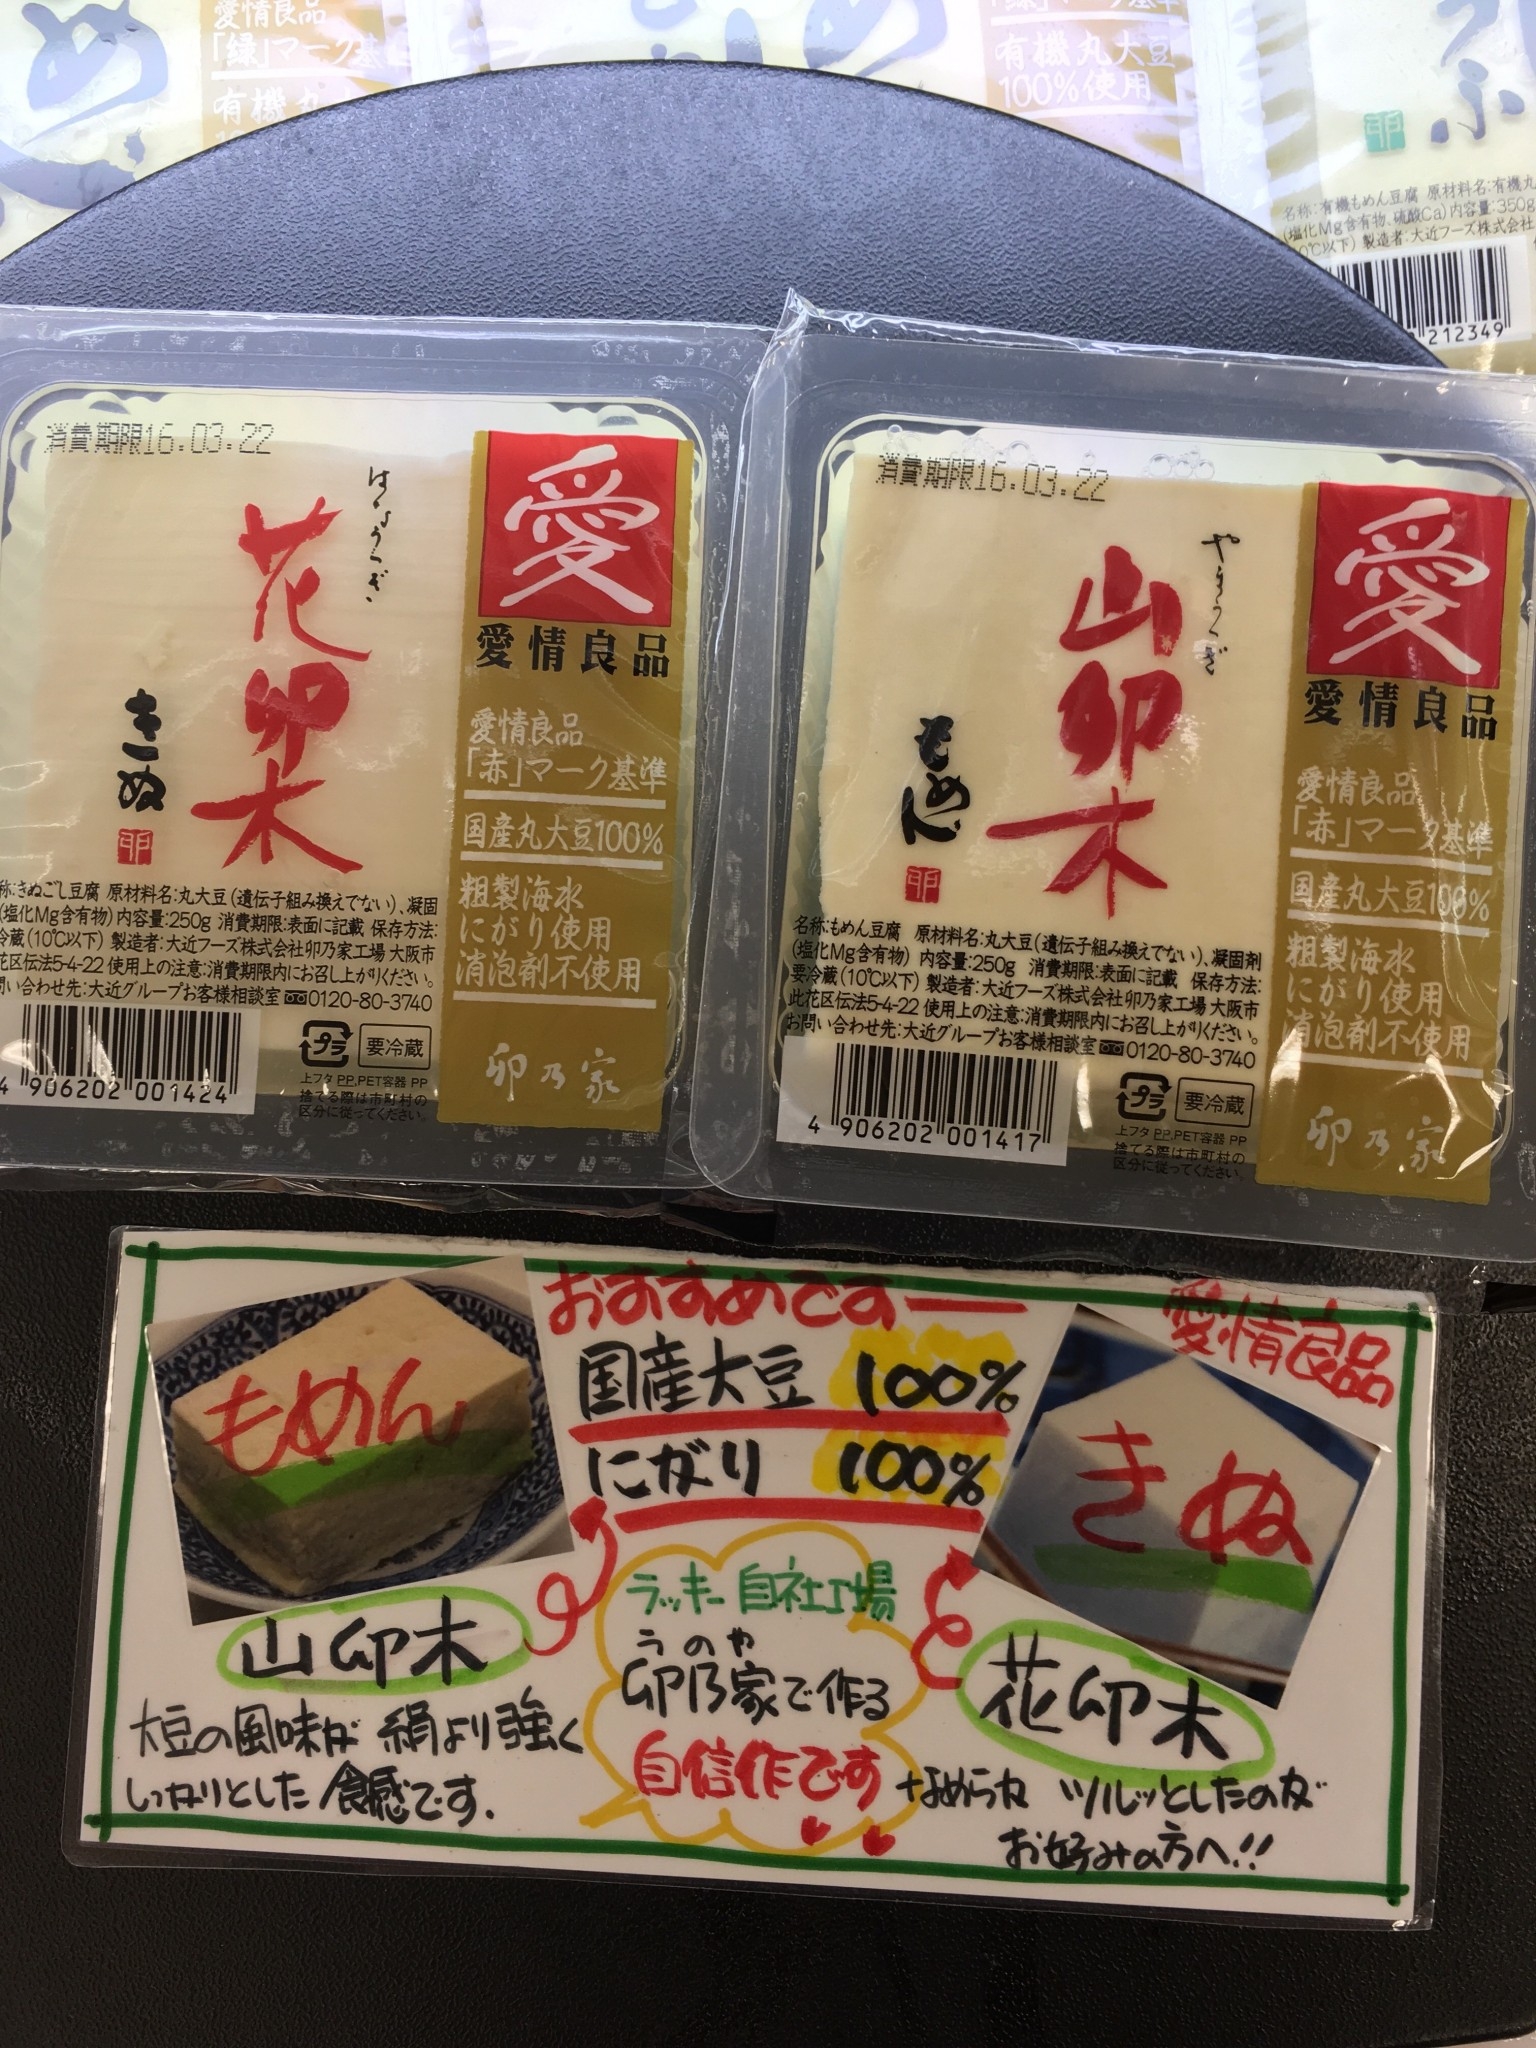 愛情良品
「緑」マーク基
有機丸
め
「緑」マーク基準
有機丸大豆
100%使用
名称:有機もめん豆腐 原材料名:有機丸
(塩化Mg含有物、硫酸Ca)内容量:350g
製造者:大近フーズ株式会社
212349
消費期限16.03.22
はなうつぎ
花卯木
きぬ
愛
愛情良品
愛情良品
「赤」マーク基準
国産丸大豆100%
粗製海水
にがり使用
消泡剤不使用
卯乃家
称:きぬごし豆腐 原材料名:丸大豆(遺伝子組み換えでない)、凝固
(塩化Mg含有物)内容量:250g 消費期限:表面に記載 保存方法:
冷蔵(10℃以下) 製造者:大近フーズ株式会社卯乃家工場 大阪市
花区伝法5-4-22 使用上の注意:消費期限内にお召し上がりください。
問い合わせ先:大近グループお客様相談室 0120-80-3740
4 906202 001424
プラ
要冷蔵
上フタ PP,PET容器 PP
捨てる際は市町村の
区分に従ってください。
消費期限16.03.22
やまうつぎ
山卯木
もめん
愛
愛情良品
愛情良品
「赤」マーク基準
国産丸大豆100%
粗製海水
にがり使用
消泡剤不使用
卯乃家
名称:もめん豆腐 原材料名:丸大豆(遺伝子組み換えでない)、凝固剤
(塩化Mg含有物) 内容量:250g 消費期限:表面に記載 保存方法:
要冷蔵(10℃以下) 製造者:大近フーズ株式会社卯乃家工場 大阪市
此花区伝法5-4-22 使用上の注意:消費期限内にお召し上がりください。
お問い合わせ先:大近グループお客様相談室 0120-80-3740
4 906202 001417
プラ
要冷蔵
上フタ PP,PET容器 PP
捨てる際は市町村の
区分に従ってください。
おすすめですー
愛情良品
国産大豆 100%
にがり 100%
もめん
きぬ
山卯木
大豆の風味が 絹より強く
しっかりとした食感です.
ラッキー自社工場
うのや
卯乃家で作る
自信作です
花卯木
なめらか ツルッとしたのが
お好みの方へ!!